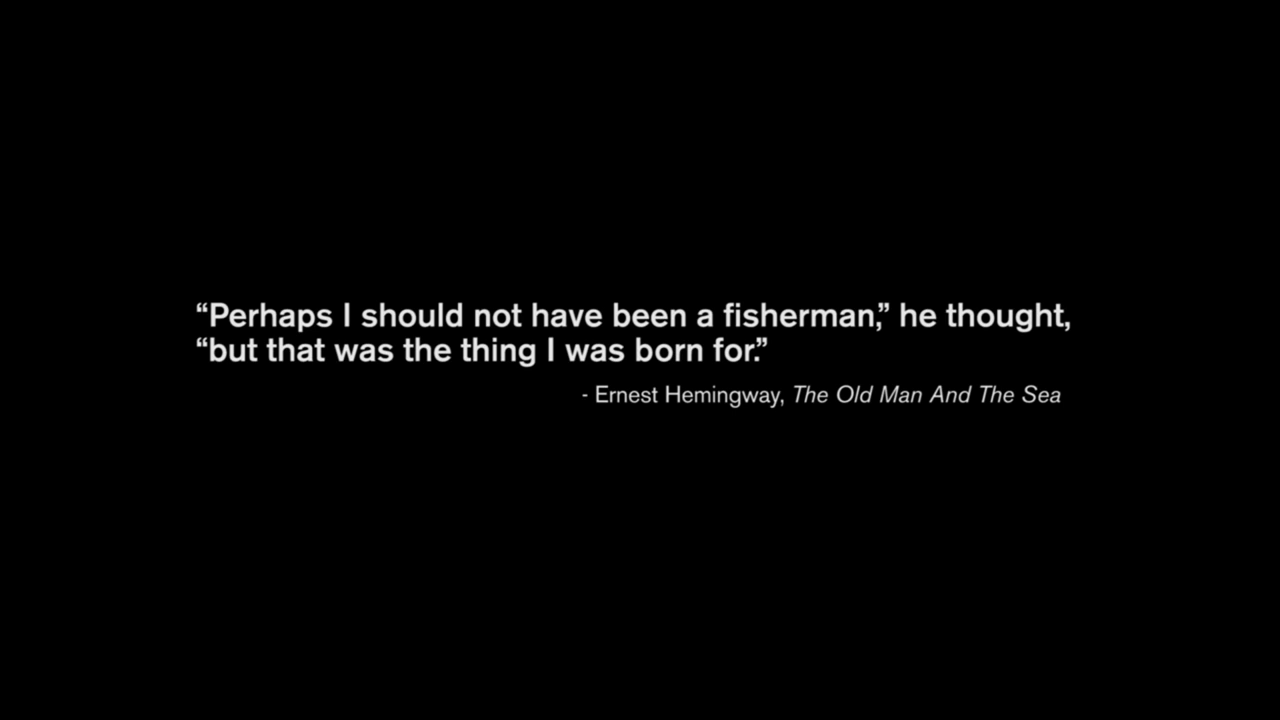 “Perhaps I should not have been a fisherman,” he thought,
“but that was the thing I was born for.”
- Ernest Hemingway, The Old Man And The Sea